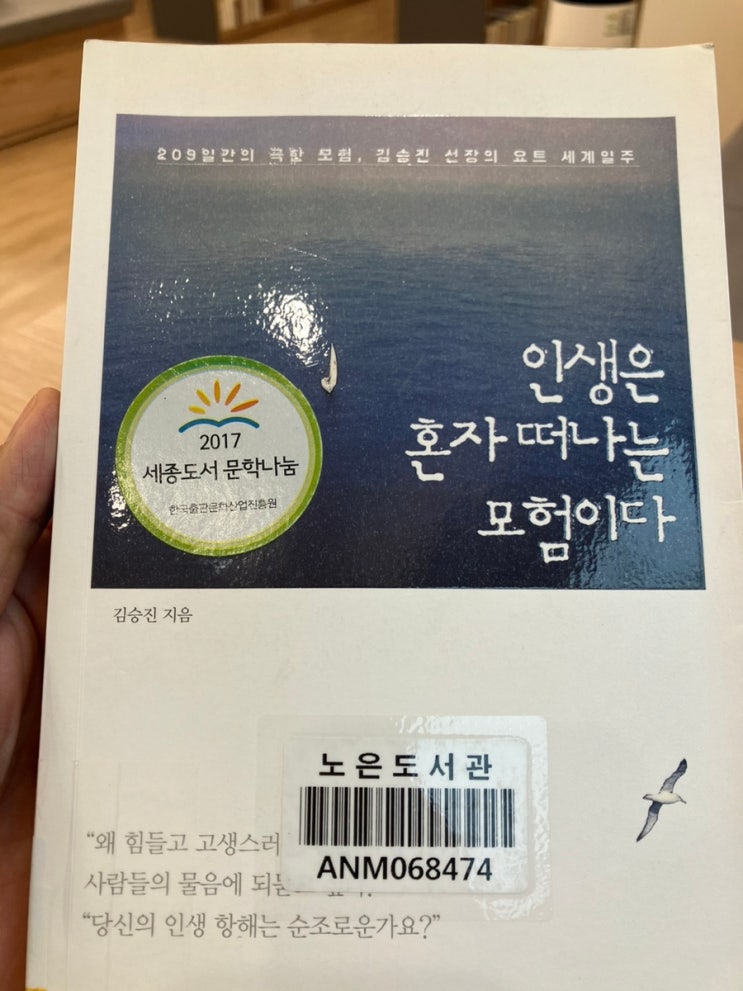 209일간의 극한 모험, 김승진 선장의 요트 세계일주
인생은
혼자 떠나는
모험이다
2017
세종도서 문학나눔
한국출판문화산업진흥원
김승진 지음
노은도서관
ANM068474
“왜 힘들고 고생스러
사람들의 물음에
“당신의 인생 항해는 순조로운가요?”